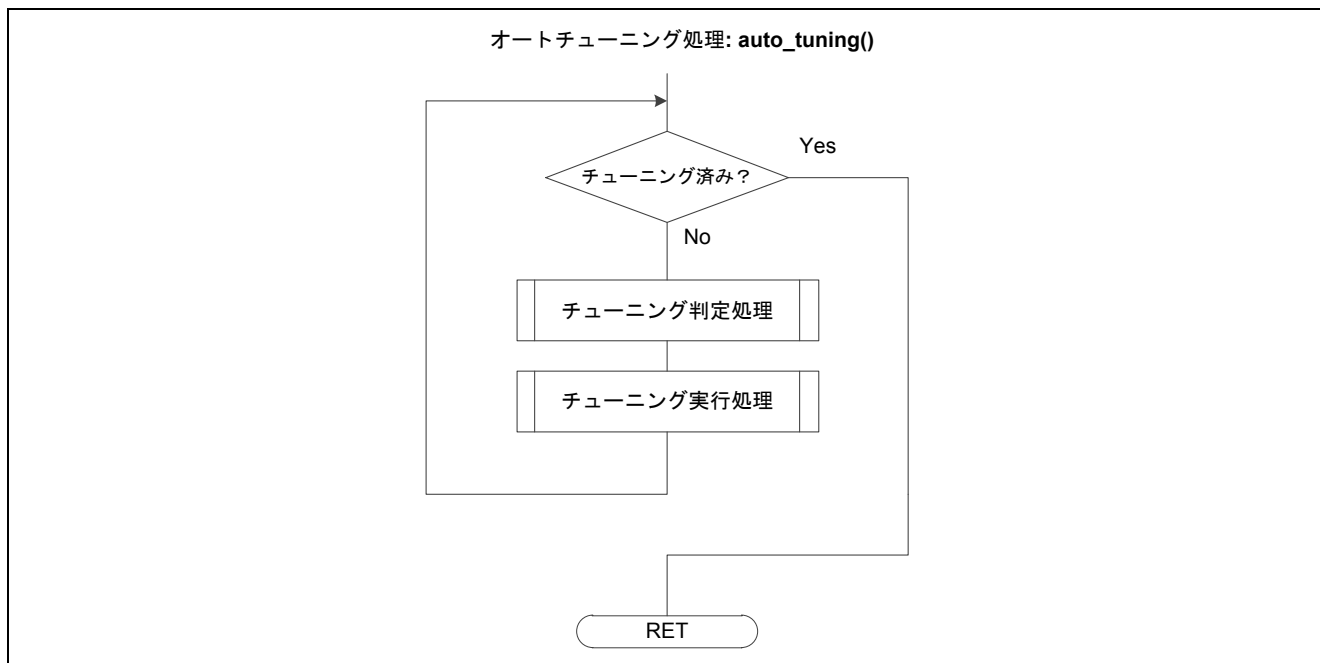 オートチューニング処理: auto_tuning()
Yes
チューニング済み？
No
チューニング判定処理
チューニング実行処理
RET